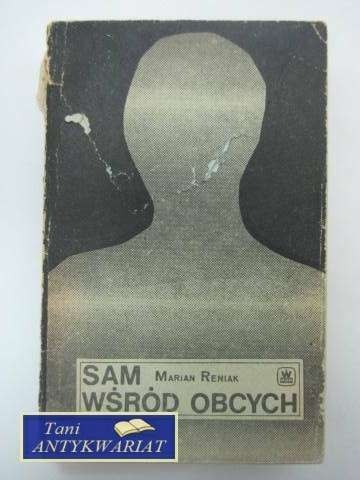 SAM MARIAN RENIAK
WŚRÓD OBCYCH
Tani
ANTYKWARIAT